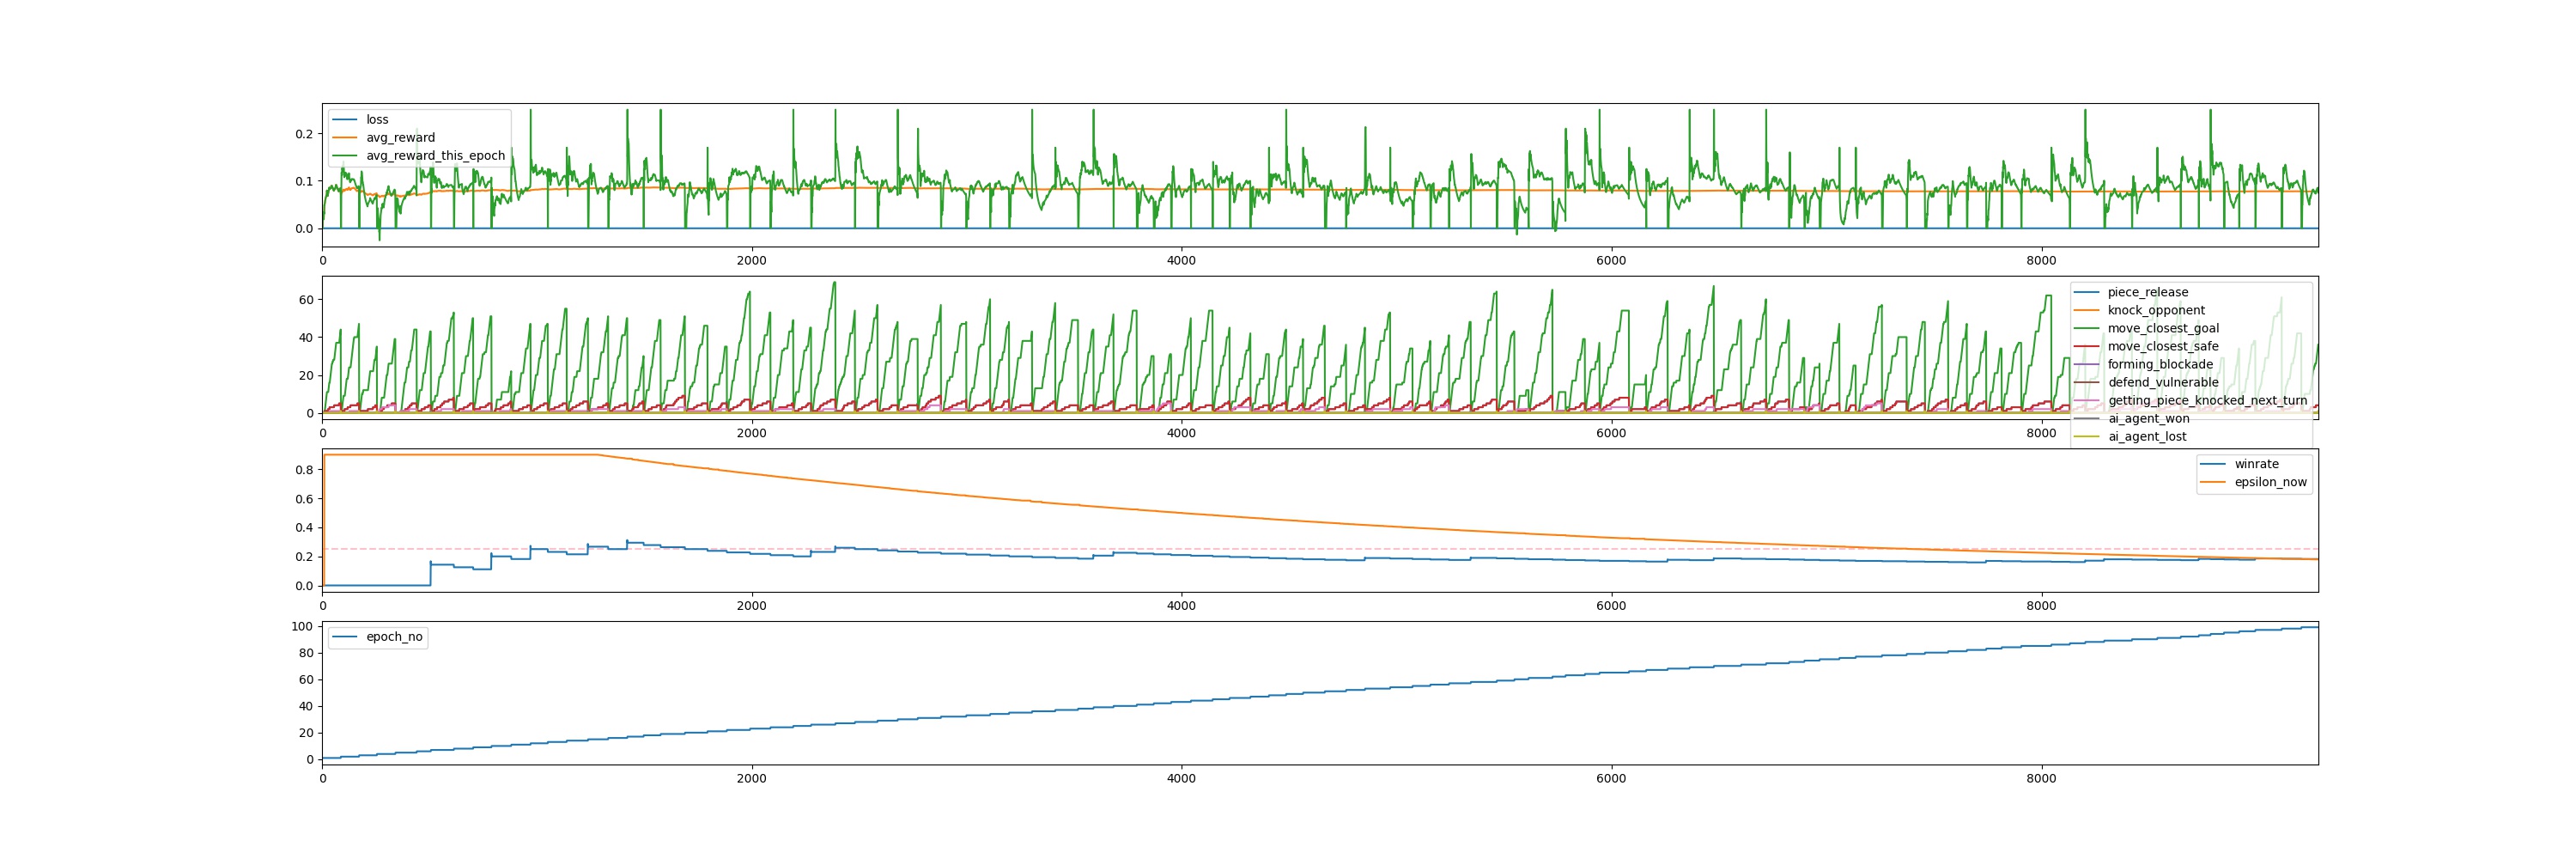 loss
avg_reward
avg_reward_this_epoch
0.2
0.1
0.0
0 2000 4000 6000 8000
piece_release
knock_opponent
move_closest_goal
move_closest_safe
forming_blockade
defend_vulnerable
getting_piece_knocked_next_turn
ai_agent_won
ai_agent_lost
60
40
20
0
0 2000 4000 6000 8000
winrate
epsilon_now
0.8
0.6
0.4
0.2
0.0
0 2000 4000 6000 8000
epoch_no
100
80
60
40
20
0
0 2000 4000 6000 8000